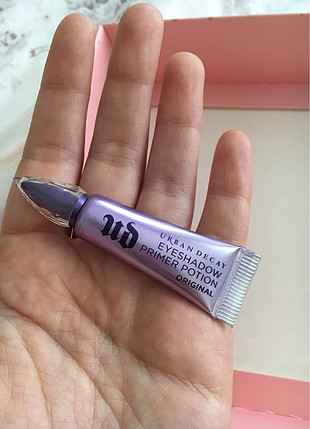 ud
URBAN DECAY
EYESHADOW
PRIMER POTION
ORIGINAL